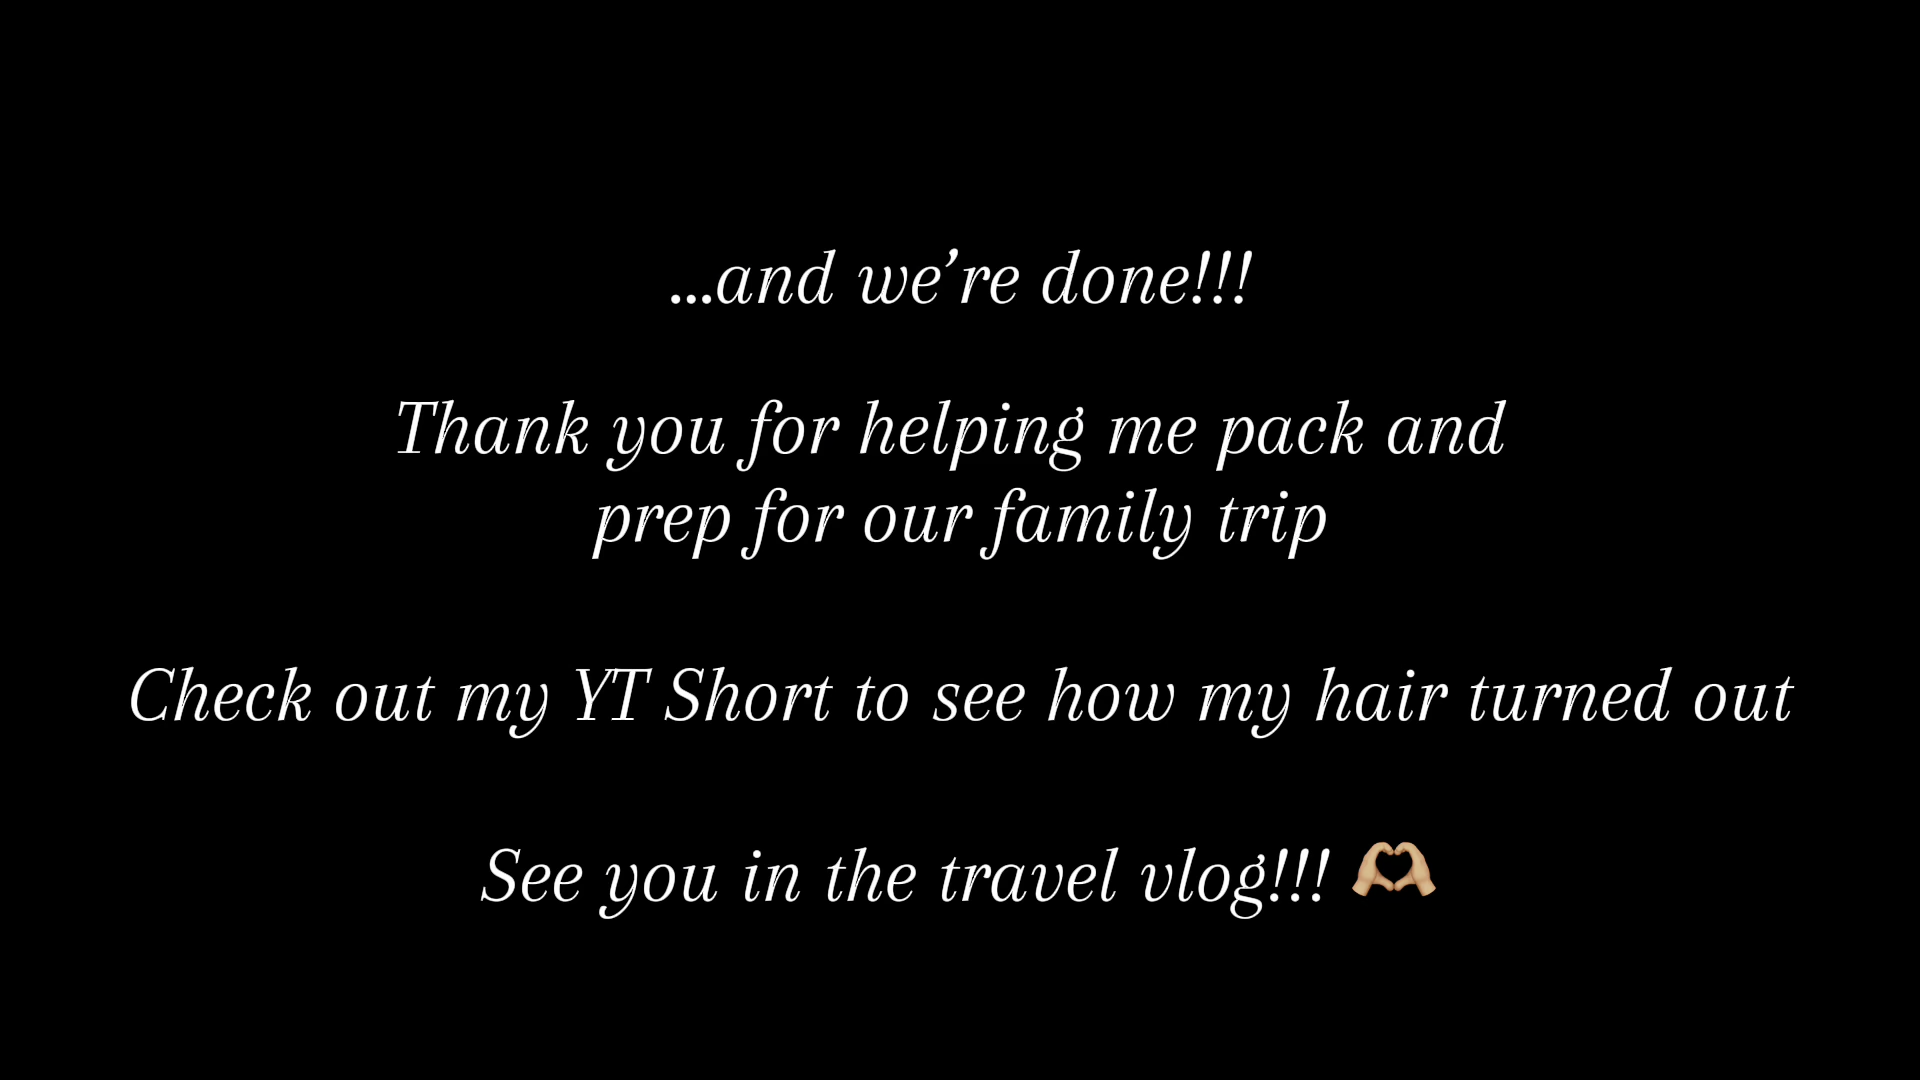 ...and we’re done!!!
Thank you for helping me pack and
prep for our family trip
Check out my YT Short to see how my hair turned out
See you in the travel vlog!!! 🫶🏼